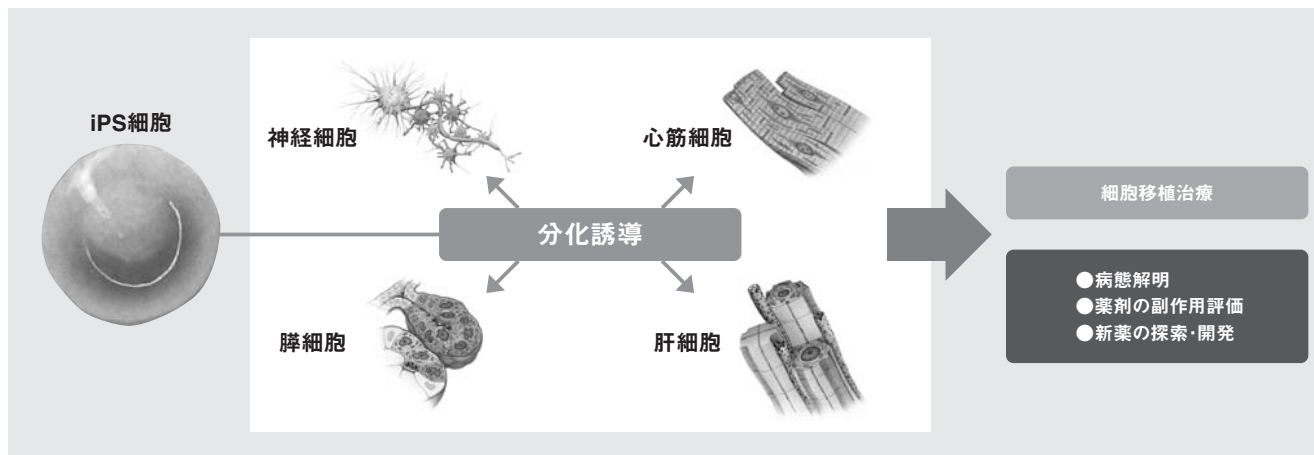 iPS細胞
神経細胞
心筋細胞
分化誘導
膵細胞
肝細胞
細胞移植治療
●病態解明
●薬剤の副作用評価
●新薬の探索・開発